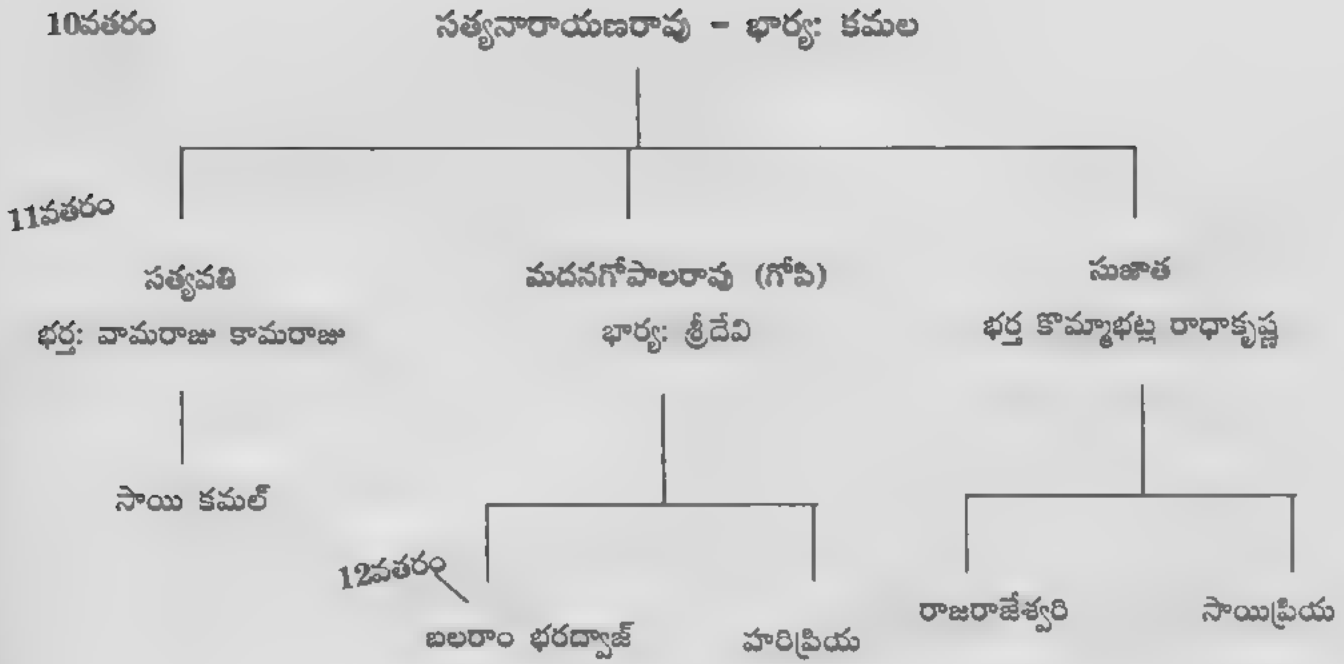 10వతరం
సత్యనారాయణరావు - భార్య: కమల
11వతరం
సత్యవతి
భర్త: వామరాజు కామరాజు
మదనగోపాలరావు (గోపి)
భార్య: శ్రీదేవి
సుజాత
భర్త కొమ్మాభట్ల రాధాకృష్ణ
సాయి కమల్
12వతరం
బలరాం భరద్వాజ్
హరిప్రియ
రాజరాజేశ్వరి
సాయిప్రియ